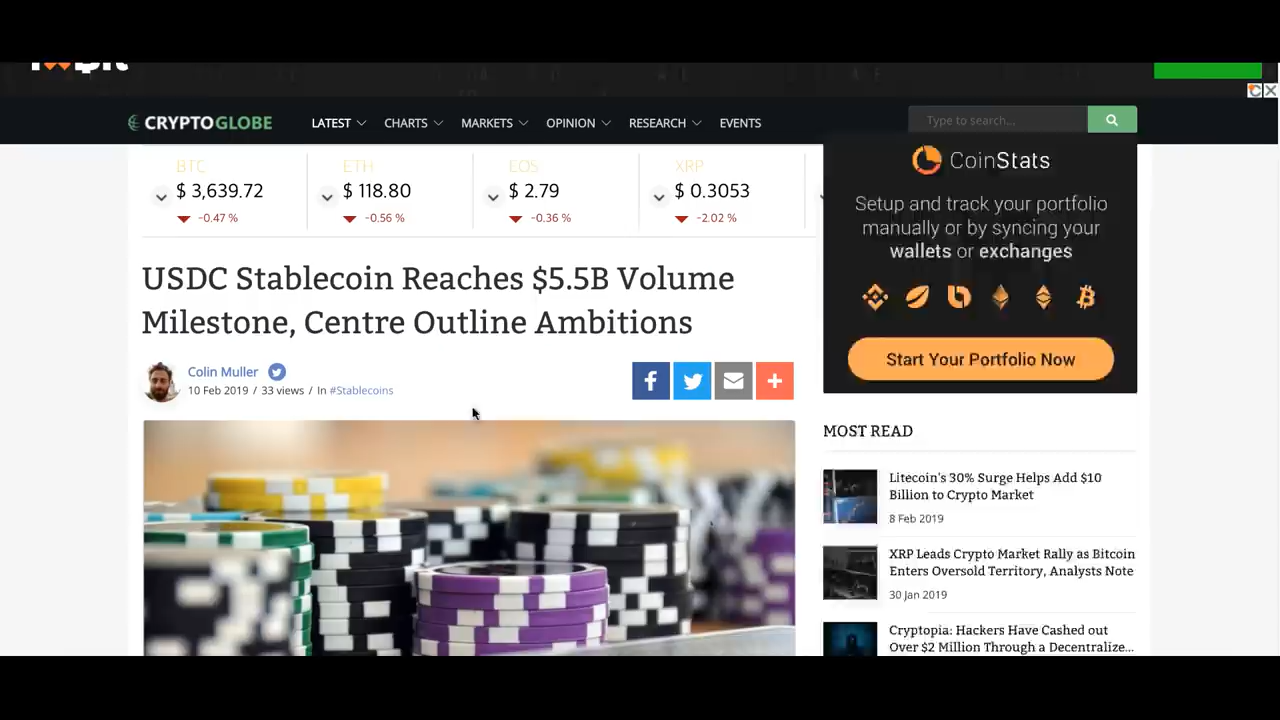 CRYPTOGLOBE
LATEST CHARTS MARKETS OPINION RESEARCH EVENTS
Type to search...
BTC ETH EOS XRP
$ 3,639.72 $ 118.80 $ 2.79 $ 0.3053
-0.47 % -0.56 % -0.36 % -2.02 %
USDC Stablecoin Reaches $5.5B Volume
Milestone, Centre Outline Ambitions
Colin Muller
10 Feb 2019 / 33 views / In #Stablecoins
CoinStats
Setup and track your portfolio
manually or by syncing your
wallets or exchanges
Start Your Portfolio Now
MOST READ
Litecoin's 30% Surge Helps Add $10
Billion to Crypto Market
8 Feb 2019
XRP Leads Crypto Market Rally as Bitcoin
Enters Oversold Territory, Analysts Note
30 Jan 2019
Cryptopia: Hackers Have Cashed out
Over $2 Million Through a Decentralize...